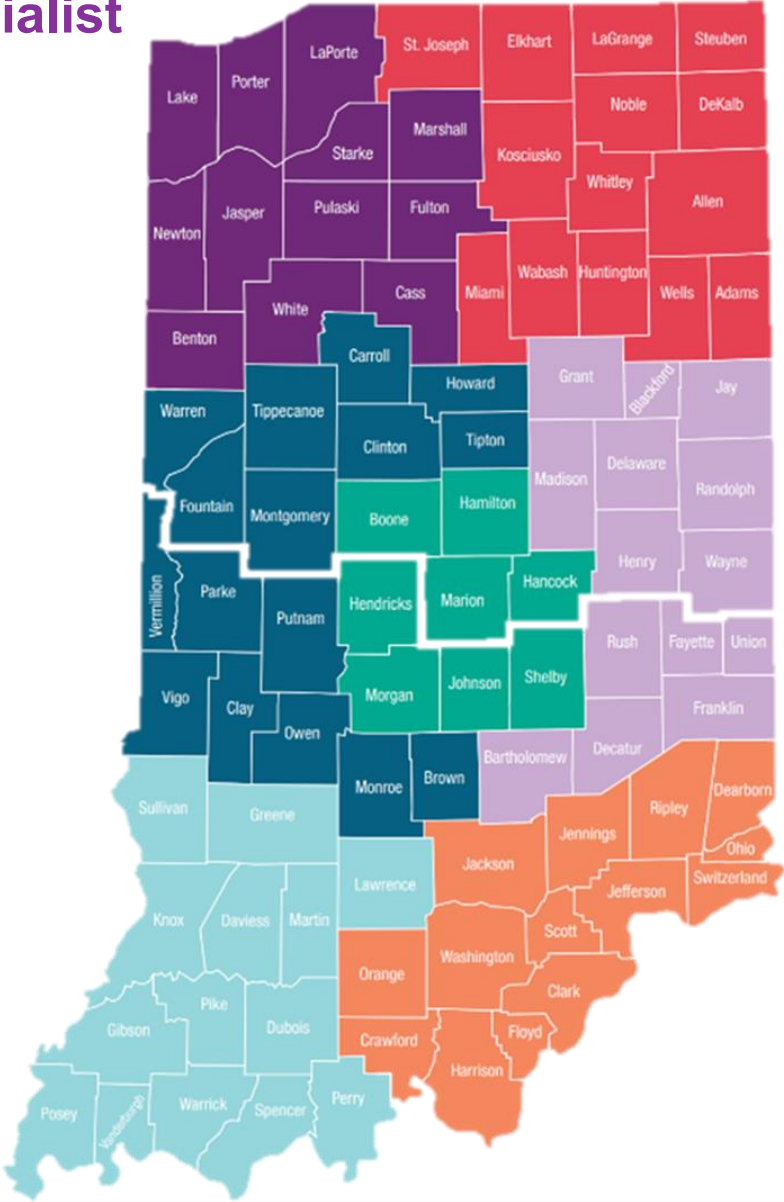 ialist
St. Joseph
Elkhart
LaGrange
Steuben
LaPorte
Porter
Lake
Noble
DeKalb
Marshall
Starke
Kosciusko
Whitley
Allen
Pulaski
Fulton
Jasper
Newton
Wabash
Huntington
Miami
Cass
Wells
Adams
White
Benton
Carroll
Grant
Blackford
Jay
Howard
Warren
Tippecanoe
Clinton
Tipton
Delaware
Madison
Randolph
Fountain
Montgomery
Boone
Hamilton
Henry
Wayne
Vermillion
Parke
Hendricks
Marion
Hancock
Putnam
Rush
Fayette
Union
Vigo
Clay
Morgan
Johnson
Shelby
Franklin
Owen
Monroe
Brown
Bartholomew
Decatur
Sullivan
Greene
Ripley
Dearborn
Jennings
Ohio
Jackson
Lawrence
Jefferson
Switzerland
Knox
Daviess
Martin
Scott
Washington
Orange
Clark
Pike
Gibson
Dubois
Crawford
Floyd
Harrison
Posey
Vanderburgh
Warrick
Spencer
Perry